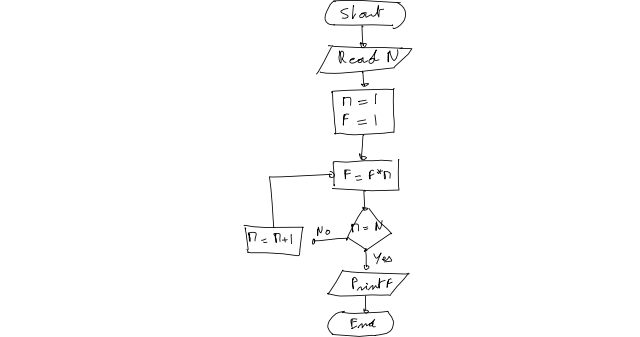 Start
Read N
n = 1
F = 1
F = F*n
n = N
No
n = n+1
Yes
Print F
End